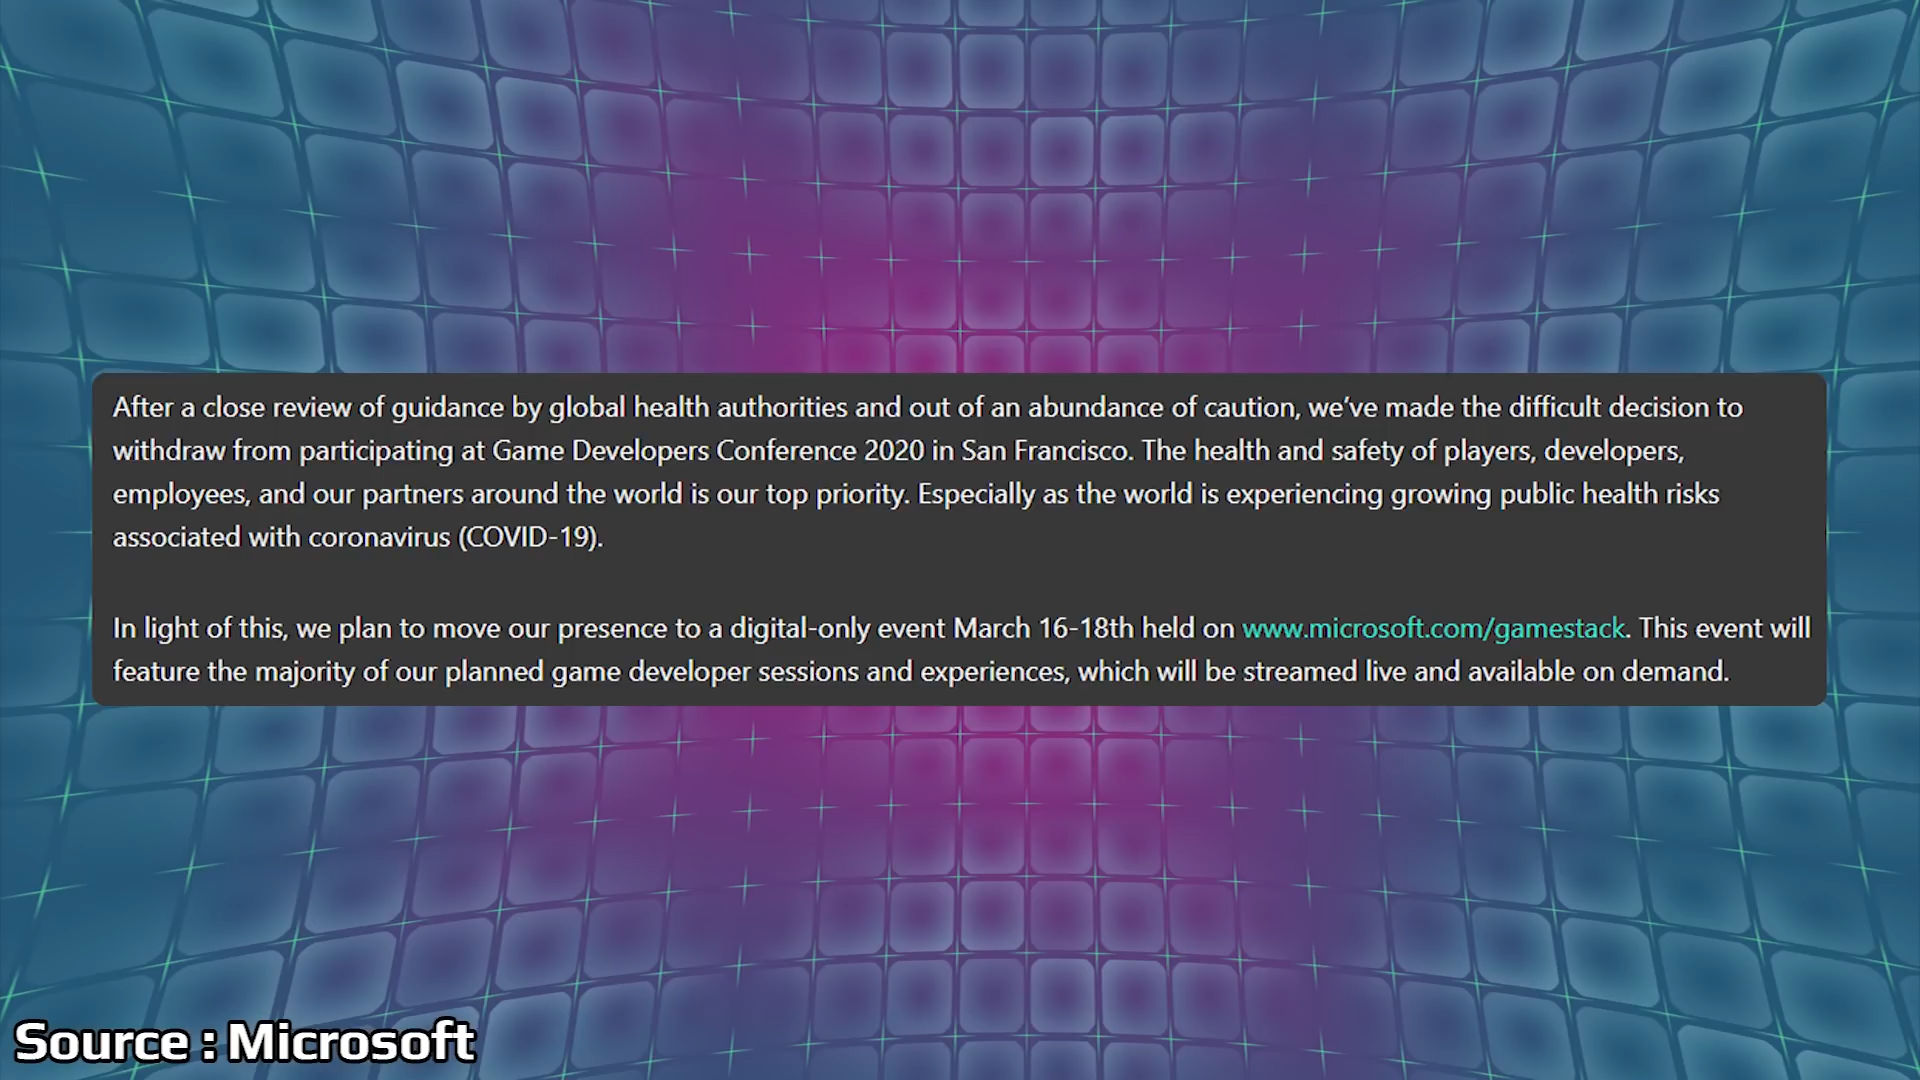 After a close review of guidance by global health authorities and out of an abundance of caution, we’ve made the difficult decision to
withdraw from participating at Game Developers Conference 2020 in San Francisco. The health and safety of players, developers,
employees, and our partners around the world is our top priority. Especially as the world is experiencing growing public health risks
associated with coronavirus (COVID-19).
In light of this, we plan to move our presence to a digital-only event March 16-18th held on www.microsoft.com/gamestack. This event will
feature the majority of our planned game developer sessions and experiences, which will be streamed live and available on demand.
Source : Microsoft